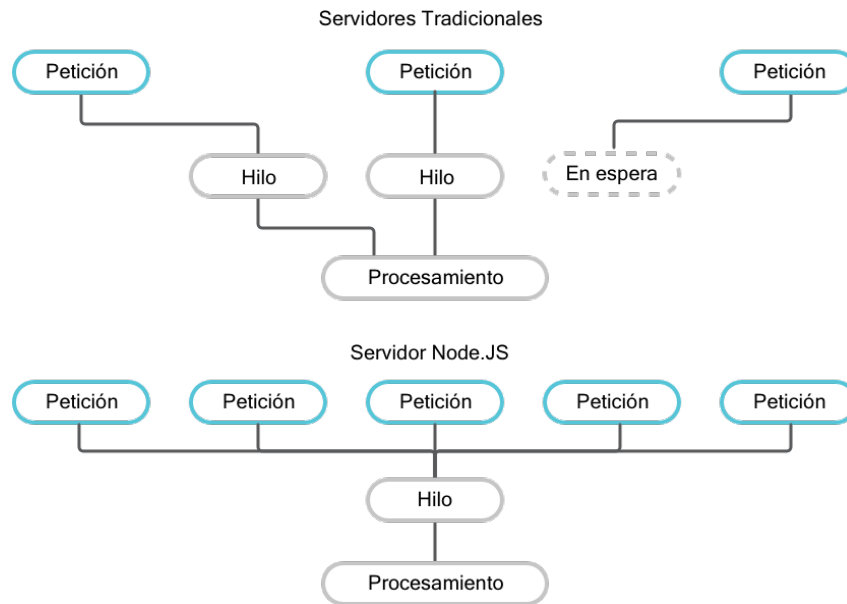 Servidores Tradicionales
Petición
Petición
Petición
Hilo
Hilo
En espera
Procesamiento
Servidor Node.JS
Petición
Petición
Petición
Petición
Petición
Hilo
Procesamiento